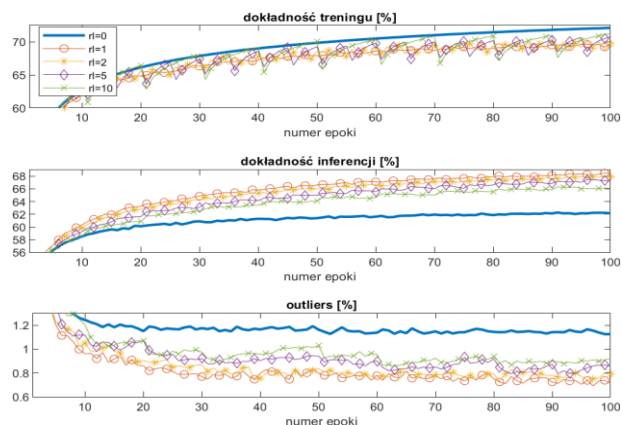 dokładność treningu [%]
rl=0
rl=1
rl=2
rl=5
rl=10
70
65
60
10 20 30 40 50 60 70 80 90 100
numer epoki
dokładność inferencji [%]
68
66
64
62
60
58
56
10 20 30 40 50 60 70 80 90 100
numer epoki
outliers [%]
1.2
1
0.8
0.6
10 20 30 40 50 60 70 80 90 100
numer epoki